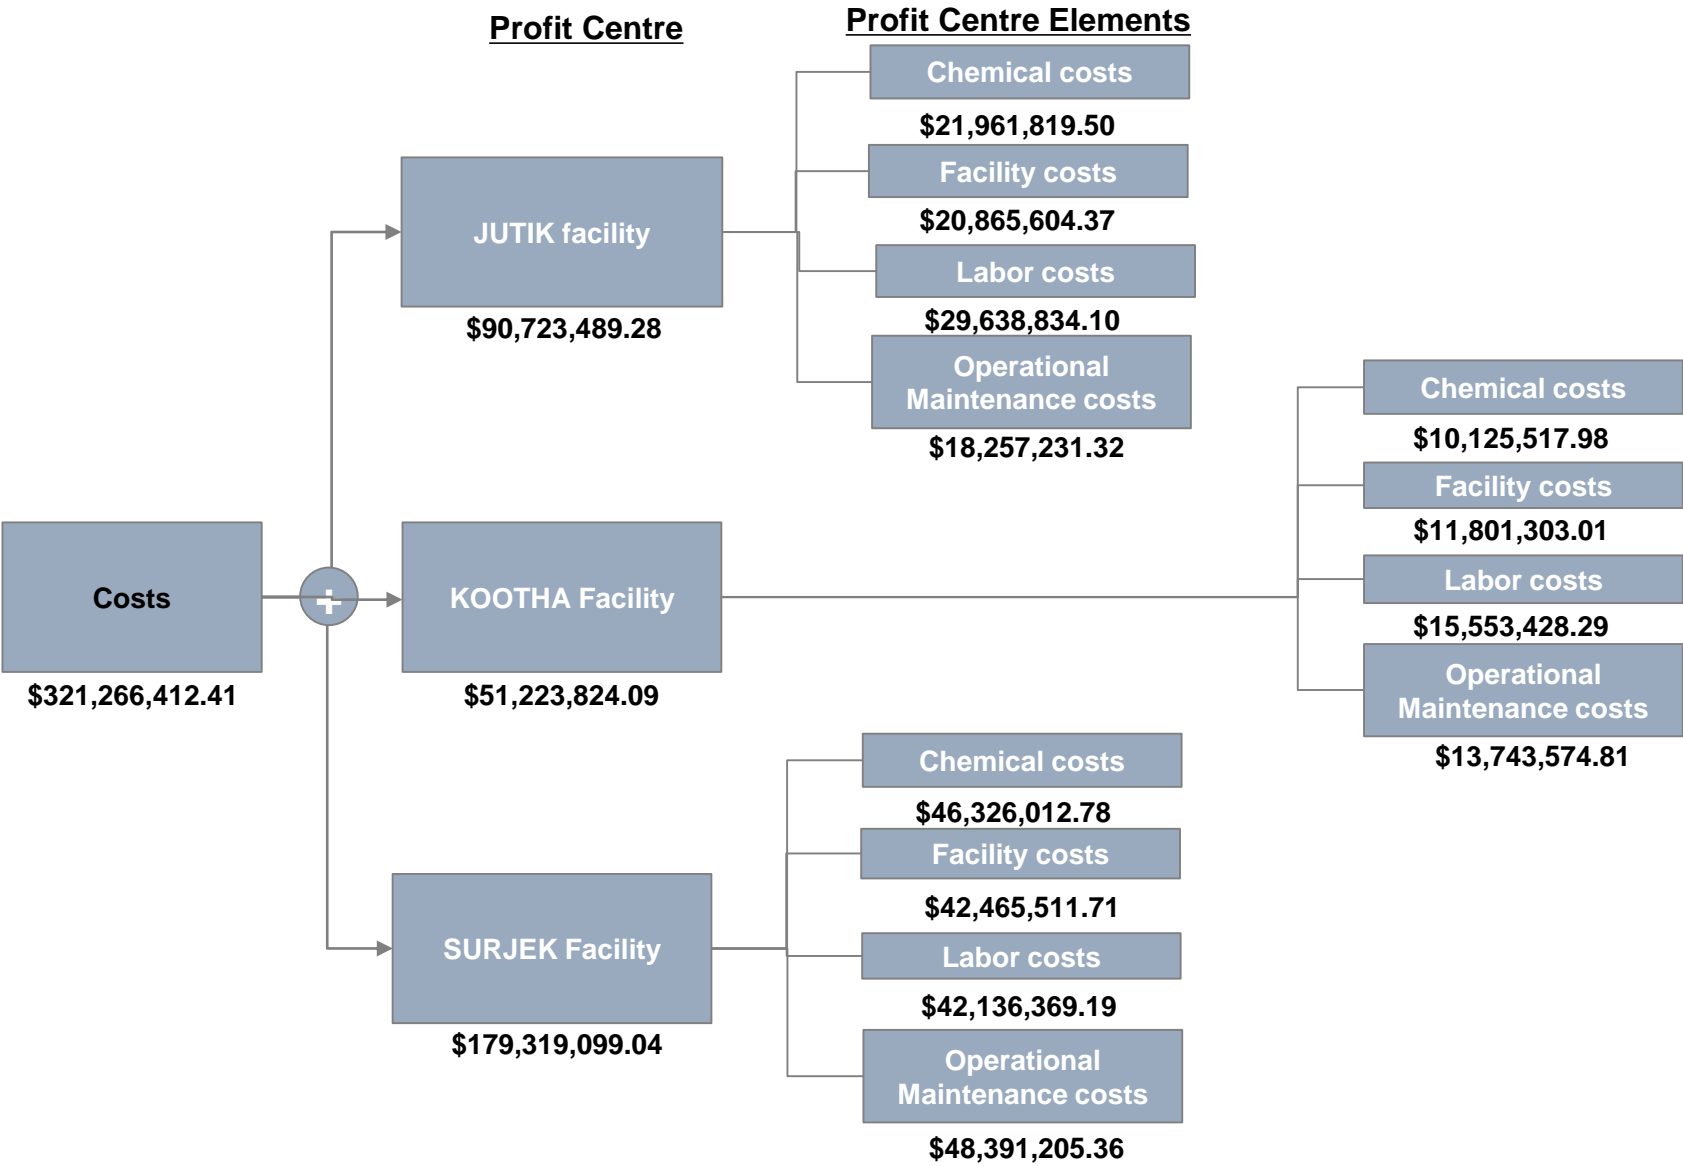 Profit Centre
Profit Centre Elements
Costs
$321,266,412.41
+
JUTIK facility
$90,723,489.28
Chemical costs
$21,961,819.50
Facility costs
$20,865,604.37
Labor costs
$29,638,834.10
Operational
Maintenance costs
$18,257,231.32
KOOTHA Facility
$51,223,824.09
Chemical costs
$10,125,517.98
Facility costs
$11,801,303.01
Labor costs
$15,553,428.29
Operational
Maintenance costs
$13,743,574.81
SURJEK Facility
$179,319,099.04
Chemical costs
$46,326,012.78
Facility costs
$42,465,511.71
Labor costs
$42,136,369.19
Operational
Maintenance costs
$48,391,205.36